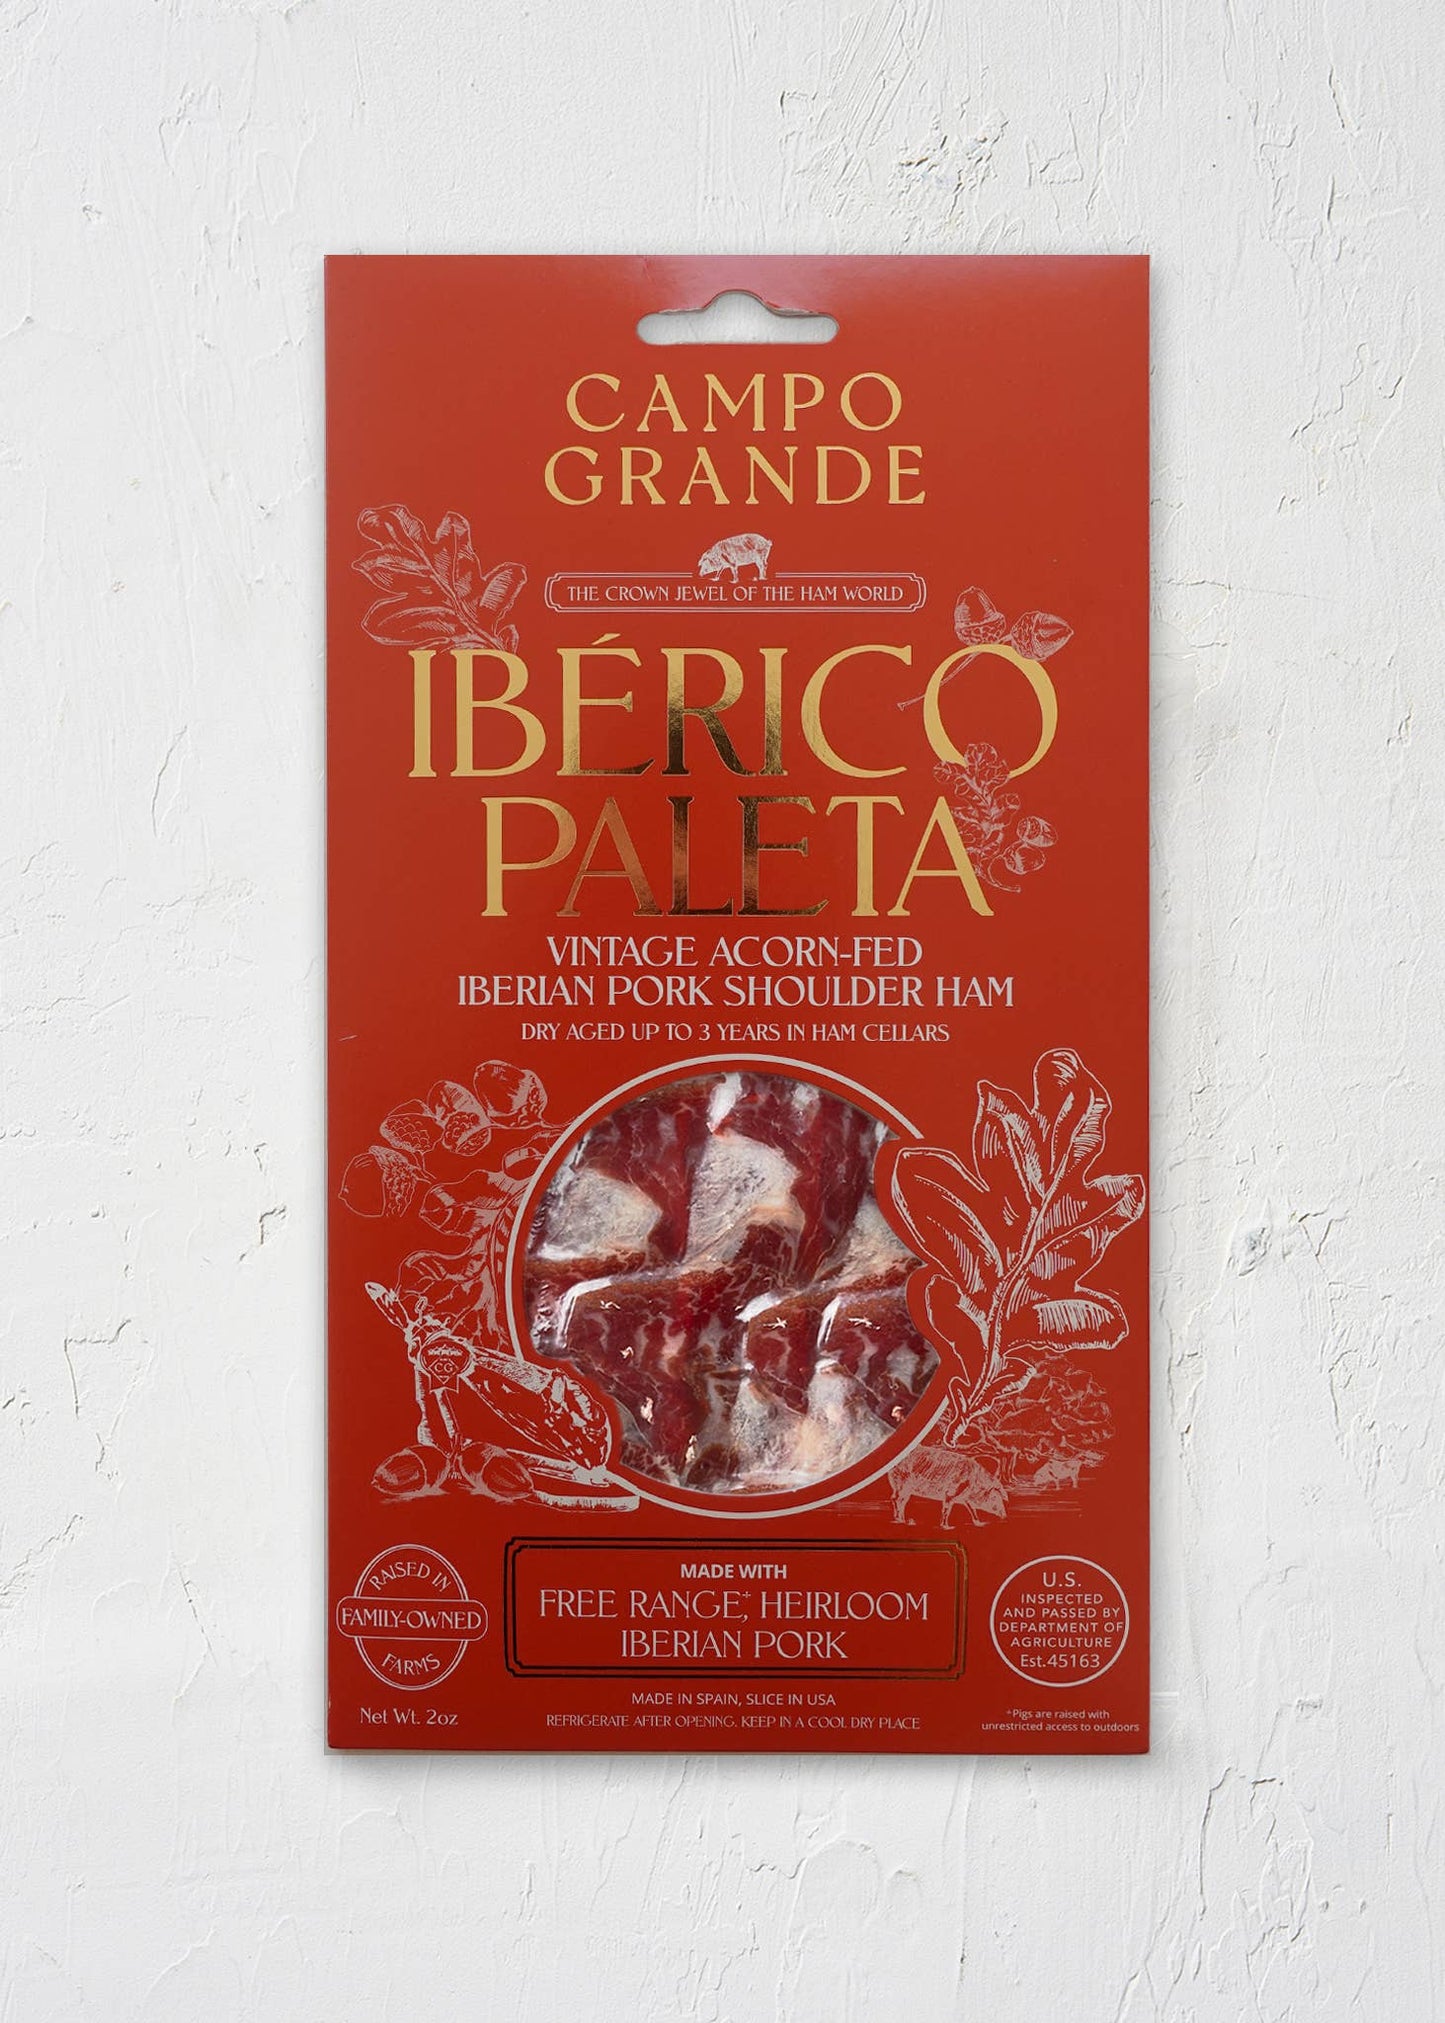 CAMPO
GRANDE
THE CROWN JEWEL OF THE HAM WORLD
IBÉRICO
PALETA
VINTAGE ACORN-FED
IBERIAN PORK SHOULDER HAM
DRY AGED UP TO 3 YEARS IN HAM CELLARS
CG
RAISED IN
FAMILY-OWNED
FARMS
Net Wt. 2oz
MADE WITH
FREE RANGE⁺, HEIRLOOM
IBERIAN PORK
MADE IN SPAIN, SLICE IN USA
REFRIGERATE AFTER OPENING. KEEP IN A COOL DRY PLACE
U.S.
INSPECTED
AND PASSED BY
DEPARTMENT OF
AGRICULTURE
Est.45163
⁺Pigs are raised with
unrestricted access to outdoors